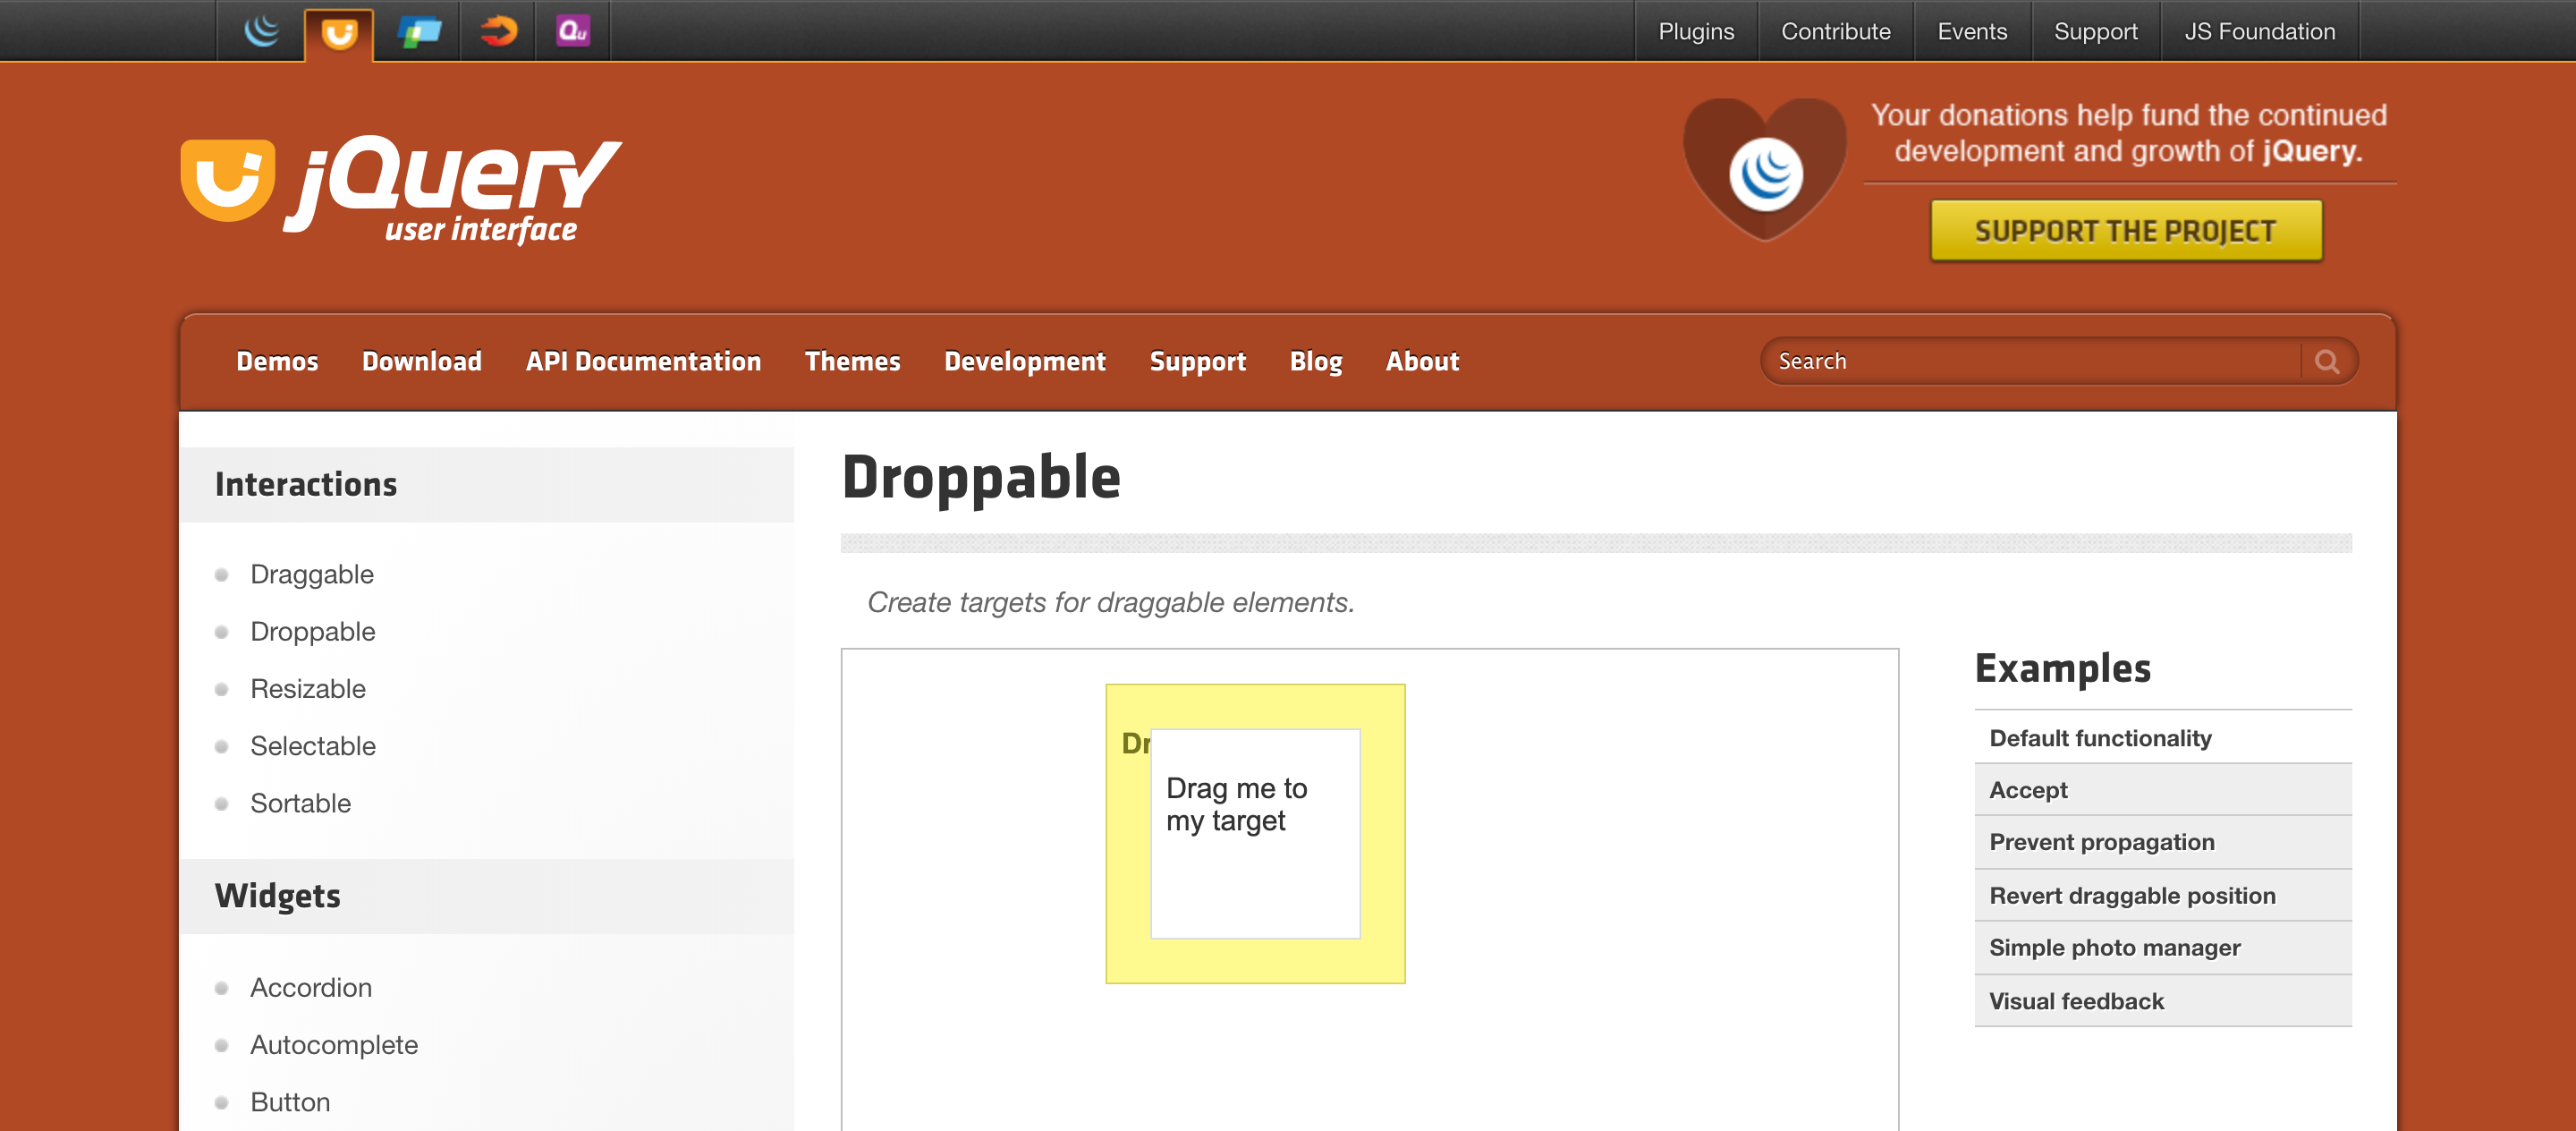 Qu
Plugins
Contribute
Events
Support
JS Foundation
jQuery
user interface
Your donations help fund the continued
development and growth of jQuery.
SUPPORT THE PROJECT
Demos
Download
API Documentation
Themes
Development
Support
Blog
About
Search
Interactions
Draggable
Droppable
Resizable
Selectable
Sortable
Widgets
Accordion
Autocomplete
Button
Droppable
Create targets for draggable elements.
Dr
Drag me to
my target
Examples
Default functionality
Accept
Prevent propagation
Revert draggable position
Simple photo manager
Visual feedback